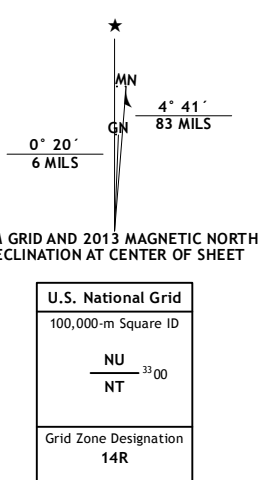 ★
MN
GN
4° 41´
83 MILS
0° 20´
6 MILS
GRID AND 2013 MAGNETIC NORTH
AT CENTER OF SHEET
U.S. National Grid
100,000-m Square ID
NU
NT
3300
Grid Zone Designation
14R